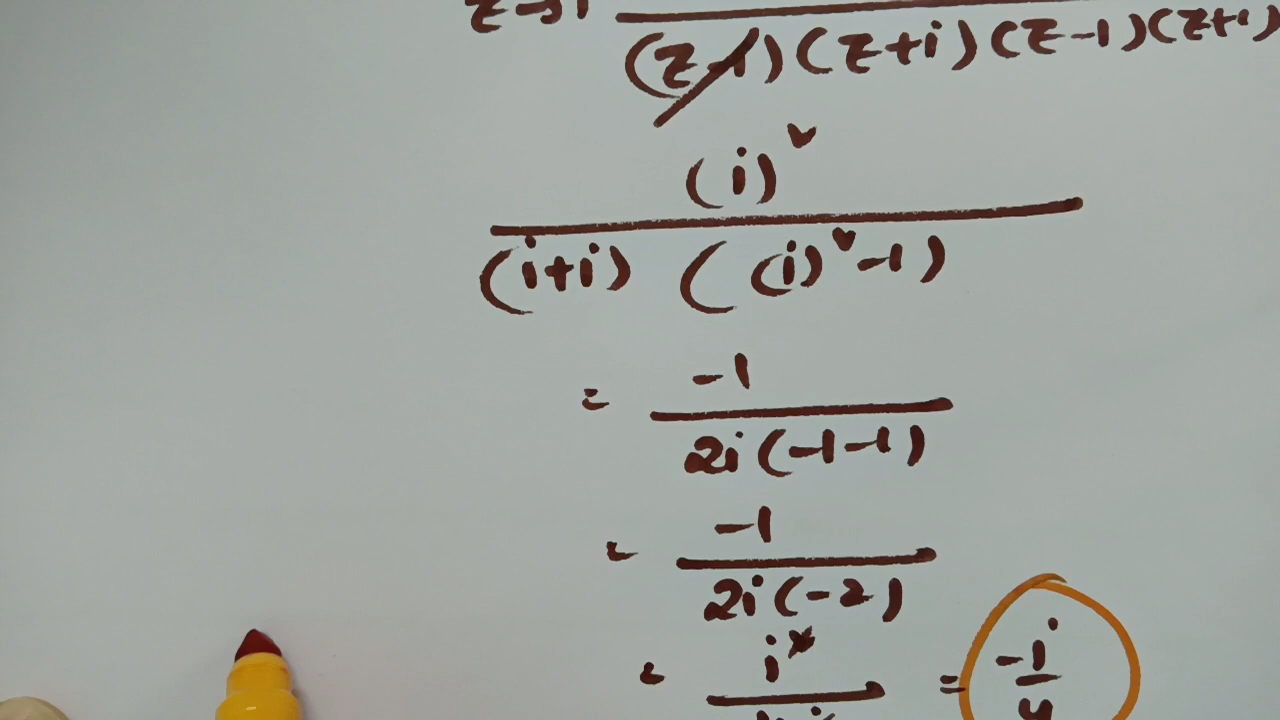 z→i
(z-i)(z+i)(z-1)(z+1)
(i)²
(i+i) ((i)²-1)
= -1
2i(-1-1)
= -1
2i(-2)
= i
= -i
4